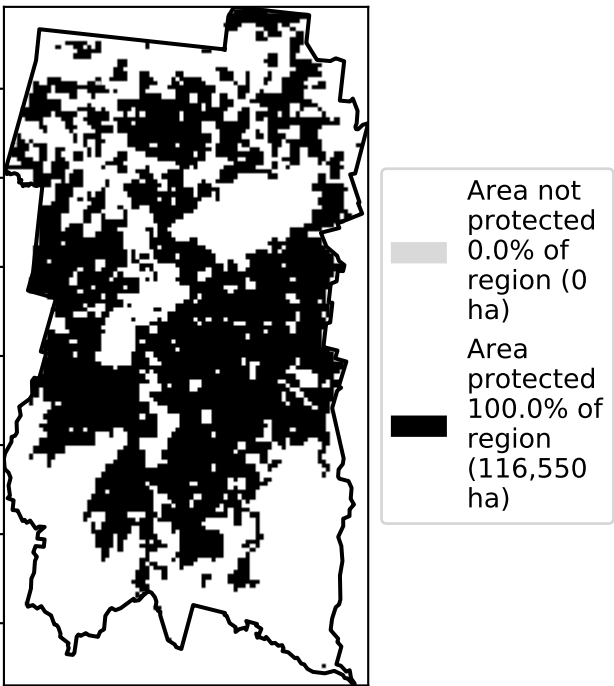 Area not
protected
0.0% of
region (0
ha)
Area
protected
100.0% of
region
(116,550
ha)